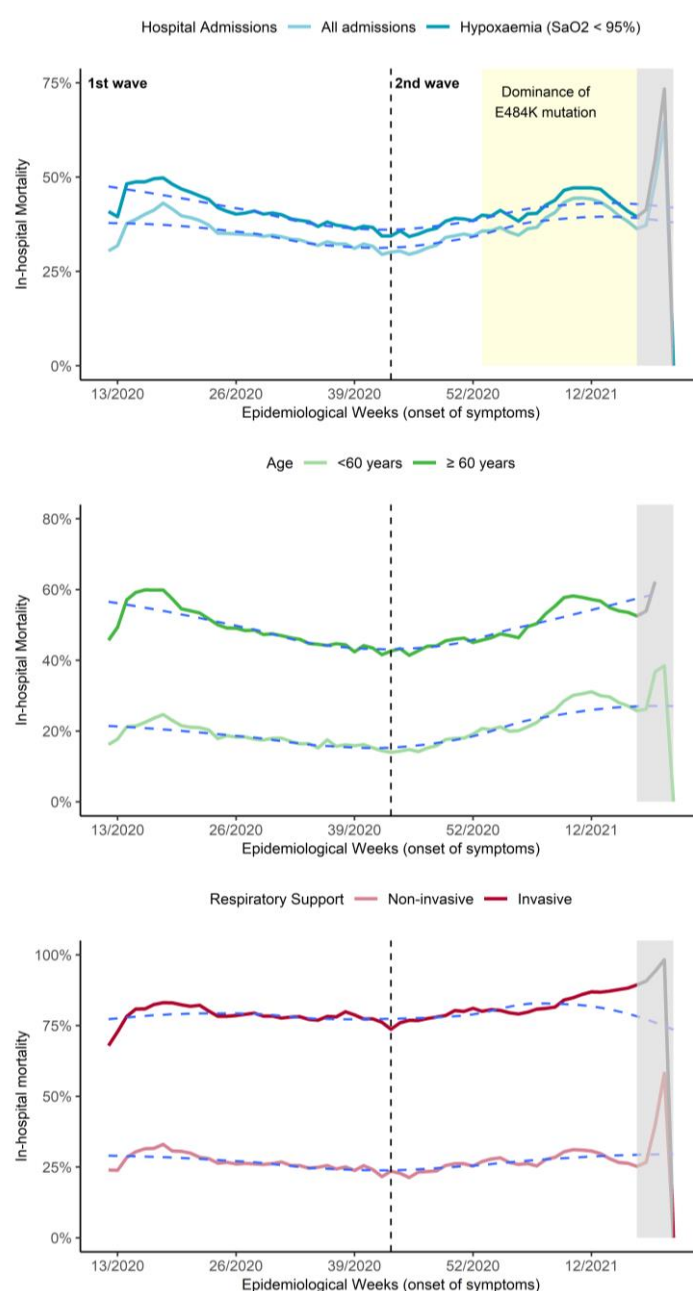 Hospital Admissions All admissions Hypoxaemia (SaO2 < 95%)
75%
50%
25%
0%
In-hospital Mortality
1st wave
2nd wave
Dominance of
E484K mutation
13/2020 26/2020 39/2020 52/2020 12/2021
Epidemiological Weeks (onset of symptoms)
Age <60 years ≥ 60 years
80%
60%
40%
20%
0%
In-hospital Mortality
13/2020 26/2020 39/2020 52/2020 12/2021
Epidemiological Weeks (onset of symptoms)
Respiratory Support Non-invasive Invasive
100%
75%
50%
25%
0%
In-hospital mortality
13/2020 26/2020 39/2020 52/2020 12/2021
Epidemiological Weeks (onset of symptoms)